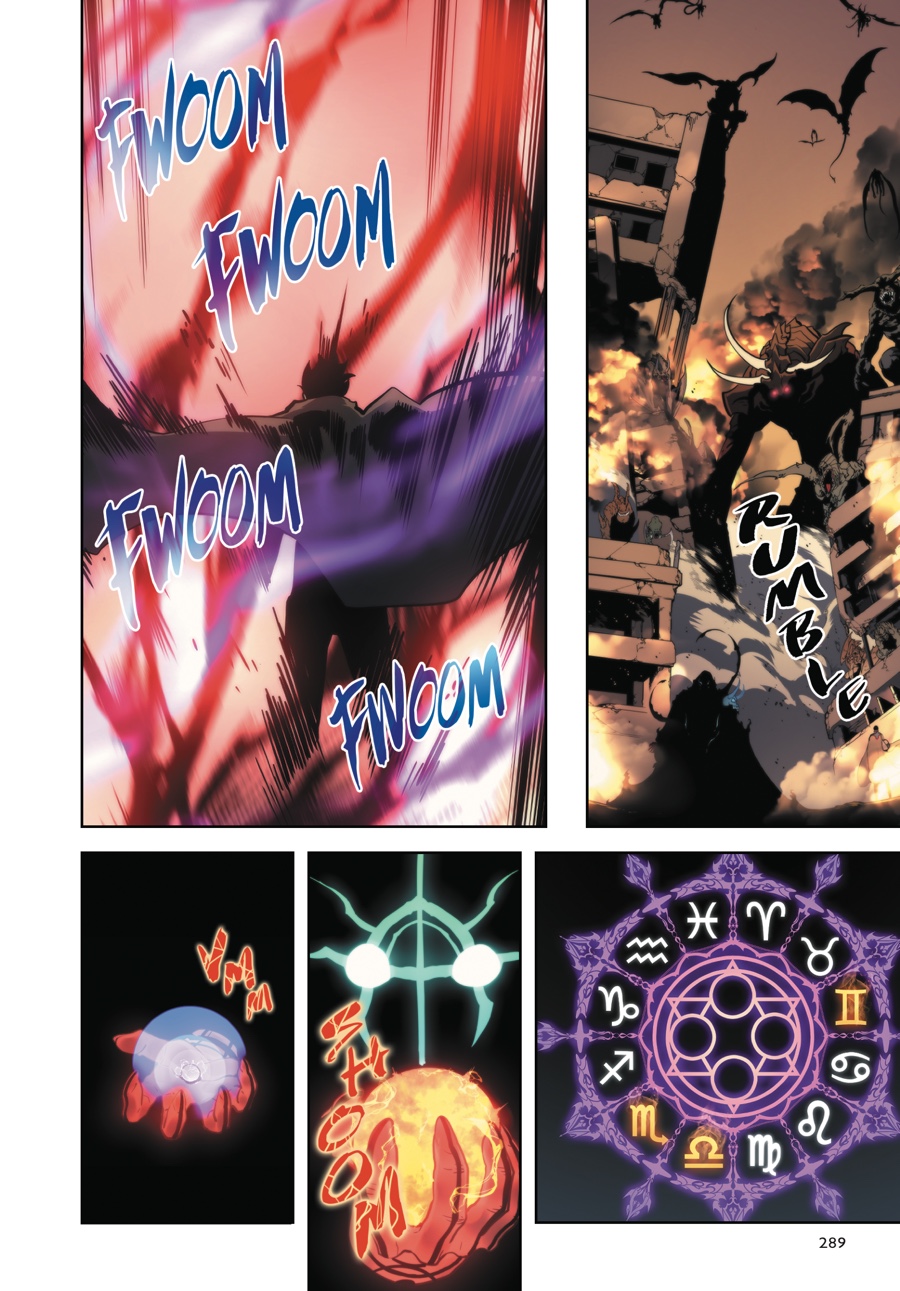 FWOOM
FWOOM
FWOOM
FWOOM
RUMBLE
VMM
SHOOM
♓ ♈
♒ ♉
♑ ♊
♐ ♋
♏ ♌
♎ ♍
289